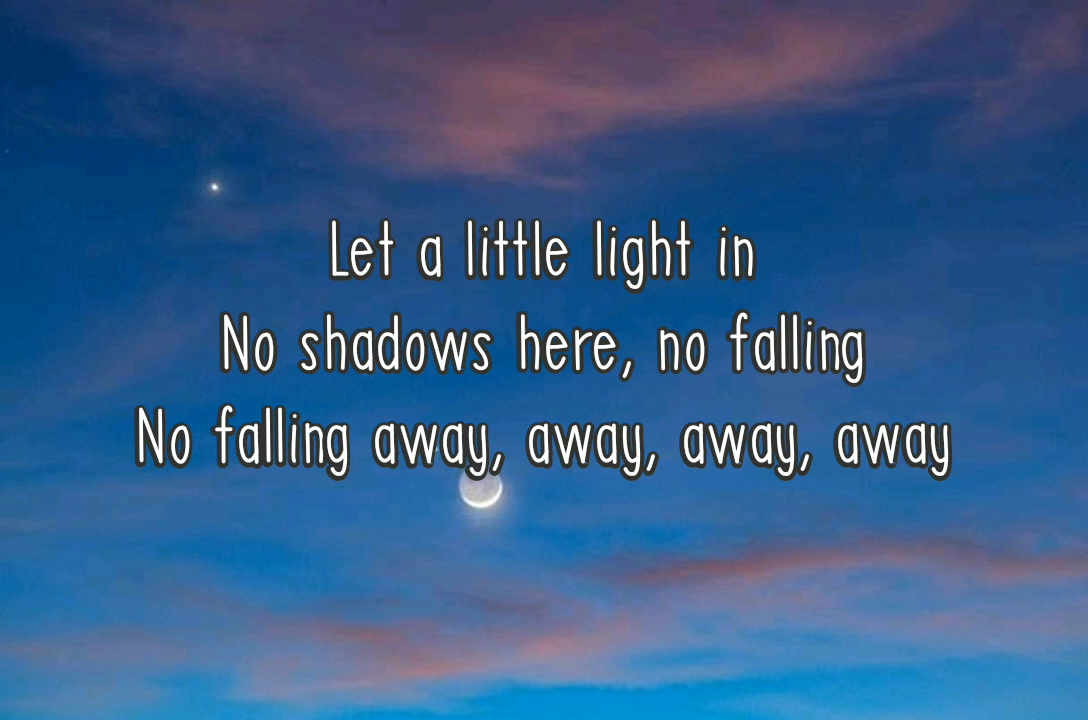 Let a little light in
No shadows here, no falling
No falling away, away, away, away